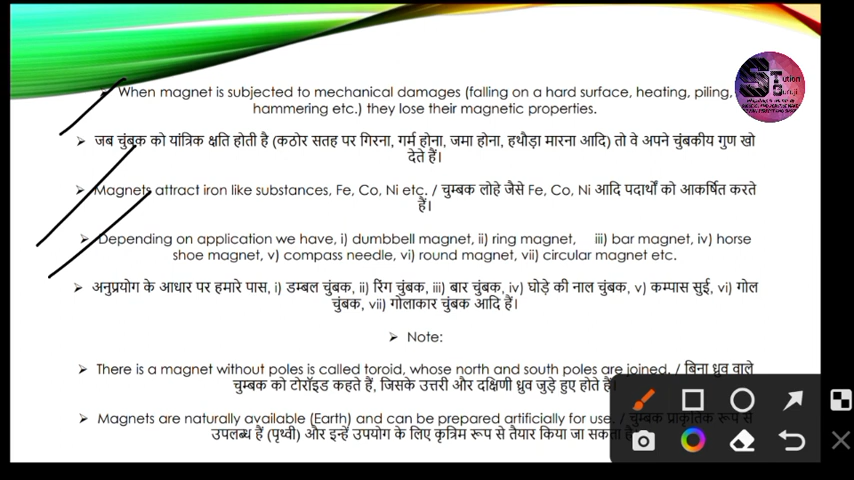 When magnet is subjected to mechanical damages (falling on a hard surface, heating, piling,
hammering etc.) they lose their magnetic properties.
जब चुंबक को यांत्रिक क्षति होती है (कठोर सतह पर गिरना, गर्म होना, जमा होना, हथौड़ा मारना आदि) तो वे अपने चुंबकीय गुण खो
देते हैं।
Magnets attract iron like substances, Fe, Co, Ni etc. / चुम्बक लोहे जैसे Fe, Co, Ni आदि पदार्थों को आकर्षित करते
हैं।
Depending on application we have, i) dumbbell magnet, ii) ring magnet, iii) bar magnet, iv) horse
shoe magnet, v) compass needle, vi) round magnet, vii) circular magnet etc.
अनुप्रयोग के आधार पर हमारे पास, i) डम्बल चुंबक, ii) रिंग चुंबक, iii) बार चुंबक, iv) घोड़े की नाल चुंबक, v) कम्पास सुई, vi) गोल
चुंबक, vii) गोलाकार चुंबक आदि हैं।
Note:
There is a magnet without poles is called toroid, whose north and south poles are joined. / बिना ध्रुव वाले
चुम्बक को टोरॉइड कहते हैं, जिसके उत्तरी और दक्षिणी ध्रुव जुड़े हुए होते हैं
Magnets are naturally available (Earth) and can be prepared artificially for use. / चुम्बक प्राकृतिक रूप से
उपलब्ध हैं (पृथ्वी) और इन्हें उपयोग के लिए कृत्रिम रूप से तैयार किया जा सकता है